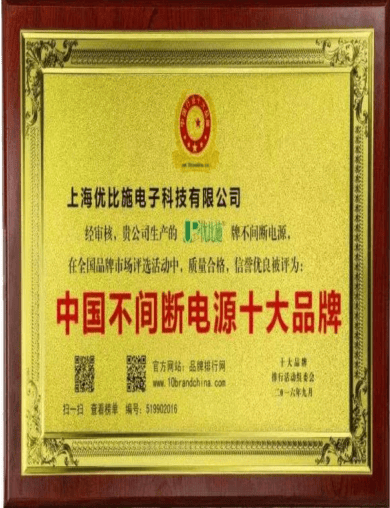 上海优比施电子科技有限公司
经审核，贵公司生产的 UP优比施 牌不间断电源，
在全国品牌市场评选活动中，质量合格，信誉优良被评为：
中国不间断电源十大品牌
官方网站：品牌排行网
www.10brandchina.com
扫一扫 查看榜单 编号：519902016
十大品牌
排行活动组委会
二〇一六年九月